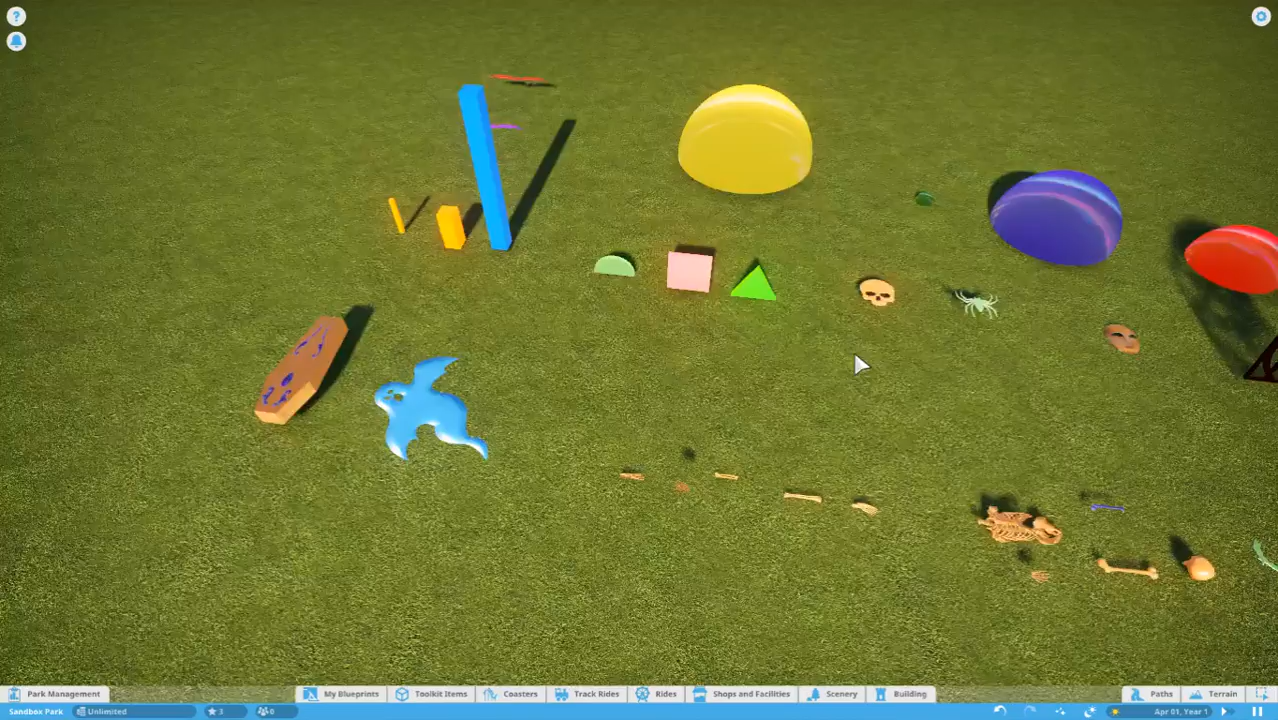 ?
Park Management
My Blueprints
Toolkit Items
Coasters
Track Rides
Rides
Shops and Facilities
Scenery
Building
Paths
Terrain
Sandbox Park
Unlimited
3
0
Apr 01, Year 1